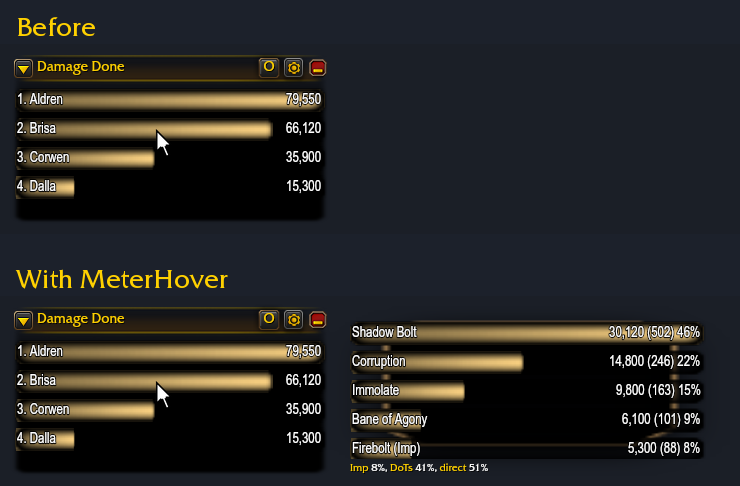 Before
Damage Done O
1. Aldren 79,550
2. Brisa 66,120
3. Corwen 35,900
4. Dalla 15,300
With MeterHover
Damage Done O
1. Aldren 79,550
2. Brisa 66,120
3. Corwen 35,900
4. Dalla 15,300
Shadow Bolt 30,120 (502) 46%
Corruption 14,800 (246) 22%
Immolate 9,800 (163) 15%
Bane of Agony 6,100 (101) 9%
Firebolt (Imp) 5,300 (88) 8%
Imp 8%, DoTs 41%, direct 51%